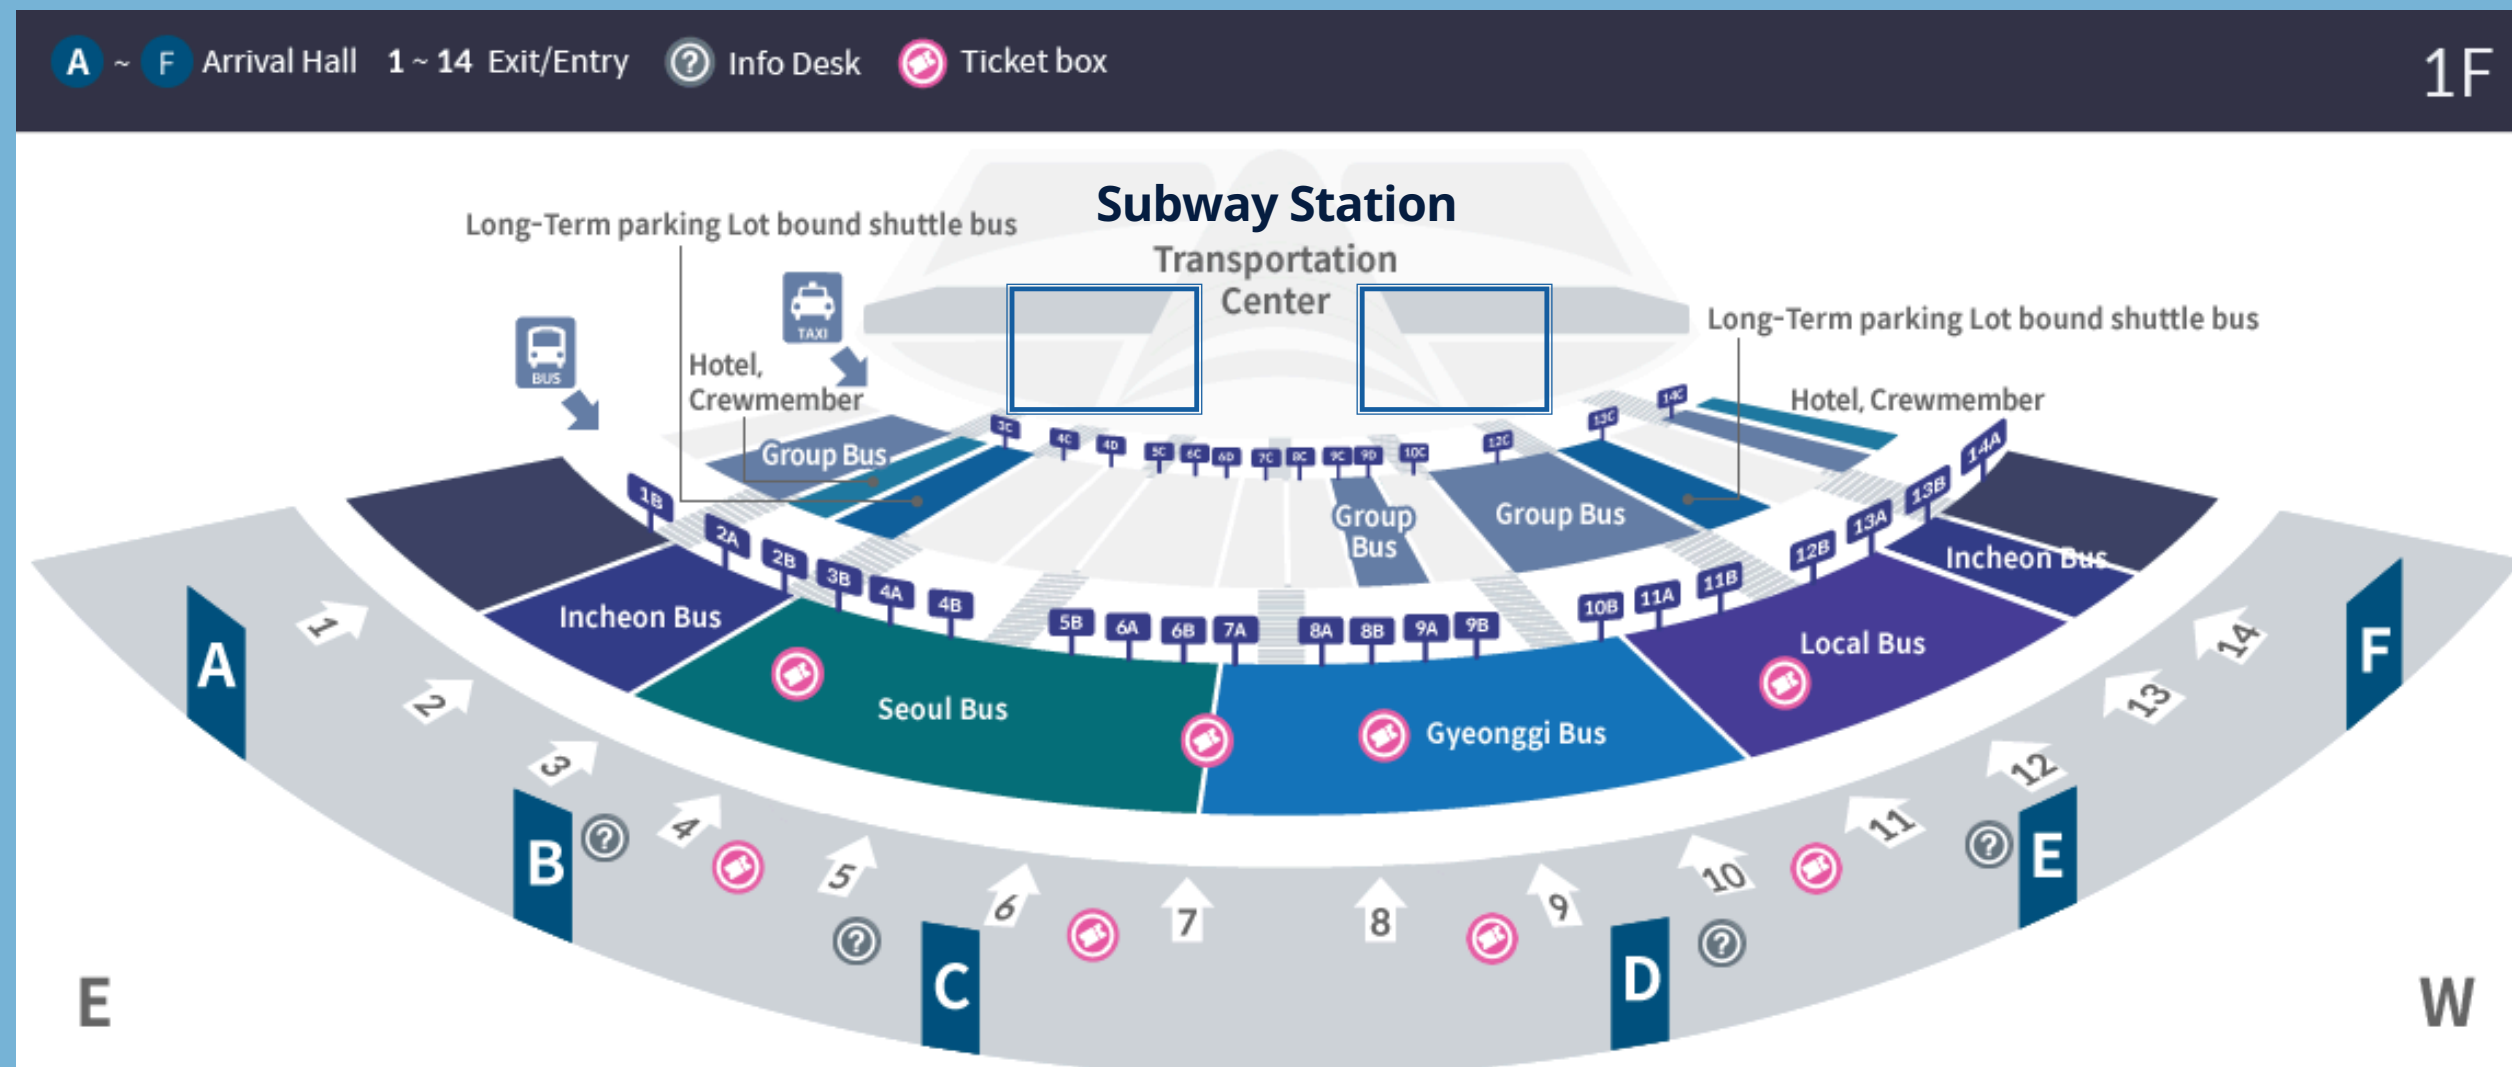 A ~ F Arrival Hall 1 ~ 14 Exit/Entry Info Desk Ticket box
1F
Subway Station
Transportation
Center
Long-Term parking Lot bound shuttle bus
TAXI
BUS
Hotel,
Crewmember
Long-Term parking Lot bound shuttle bus
Hotel, Crewmember
Group Bus
3C
4C
4D
5C
6C
6D
7C
8C
9C
9D
10C
12C
13C
14C
Group
Bus
Group Bus
1B
2A
2B
3B
4A
4B
5B
6A
6B
7A
8A
8B
9A
9B
10B
11A
11B
12B
13A
13B
14A
Incheon Bus
Seoul Bus
Gyeonggi Bus
Local Bus
Incheon Bus
A
1
2
3
B
?
4
5
?
C
6
7
8
9
D
?
10
11
?
E
12
13
14
F
E
W